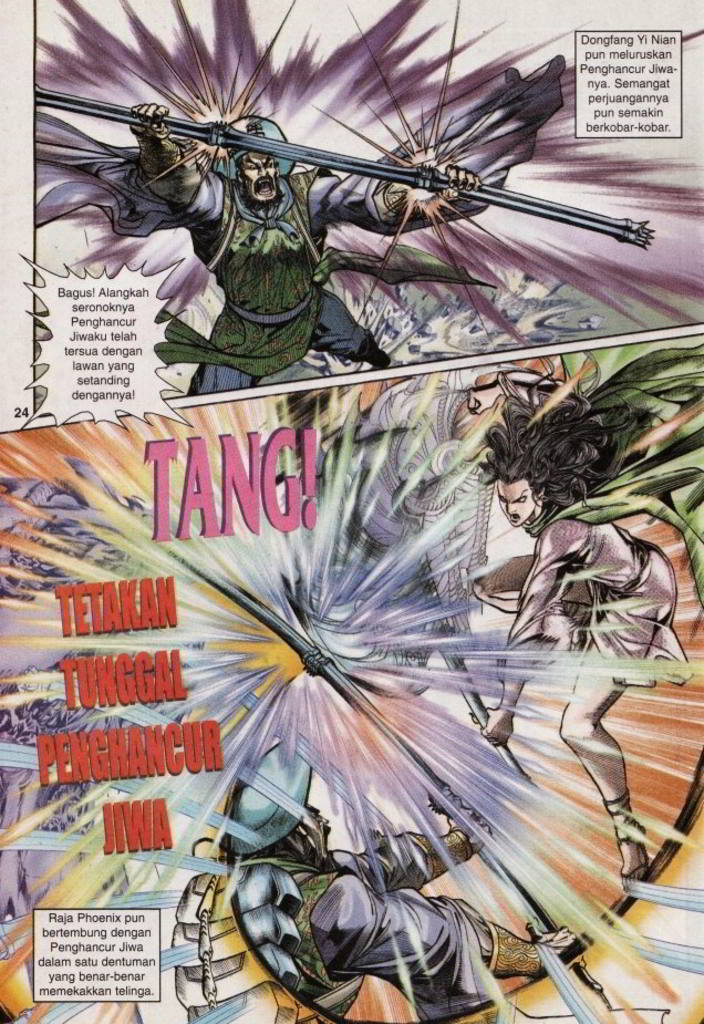 Dongfang Yi Nian
pun meluruskan
Penghancur Jiwa-
nya. Semangat
perjuangannya
pun semakin
berkobar-kobar.
Bagus! Alangkah
seronoknya
Penghancur
Jiwaku telah
tersua dengan
lawan yang
setanding
dengannya!
24
TANG!
TETAKAN
TUNGGAL
PENGHANCUR
JIWA
Raja Phoenix pun
bertembung dengan
Penghancur Jiwa
dalam satu dentuman
yang benar-benar
memekakkan telinga.